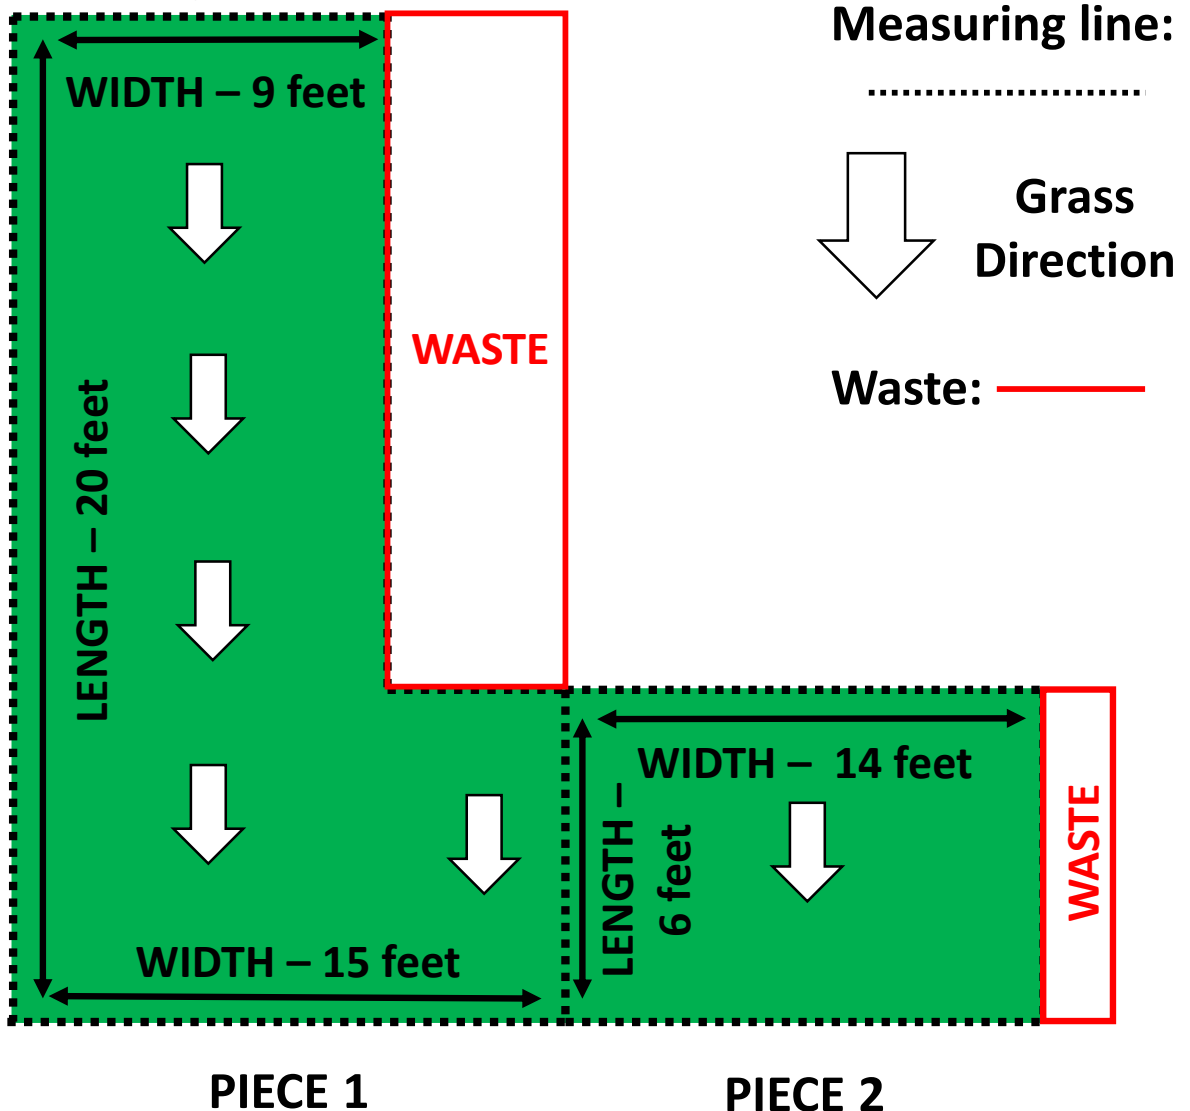 Measuring line:
WIDTH – 9 feet
Grass
Direction
WASTE
Waste:
LENGTH – 20 feet
WIDTH – 14 feet
LENGTH –
6 feet
WASTE
WIDTH – 15 feet
PIECE 1
PIECE 2